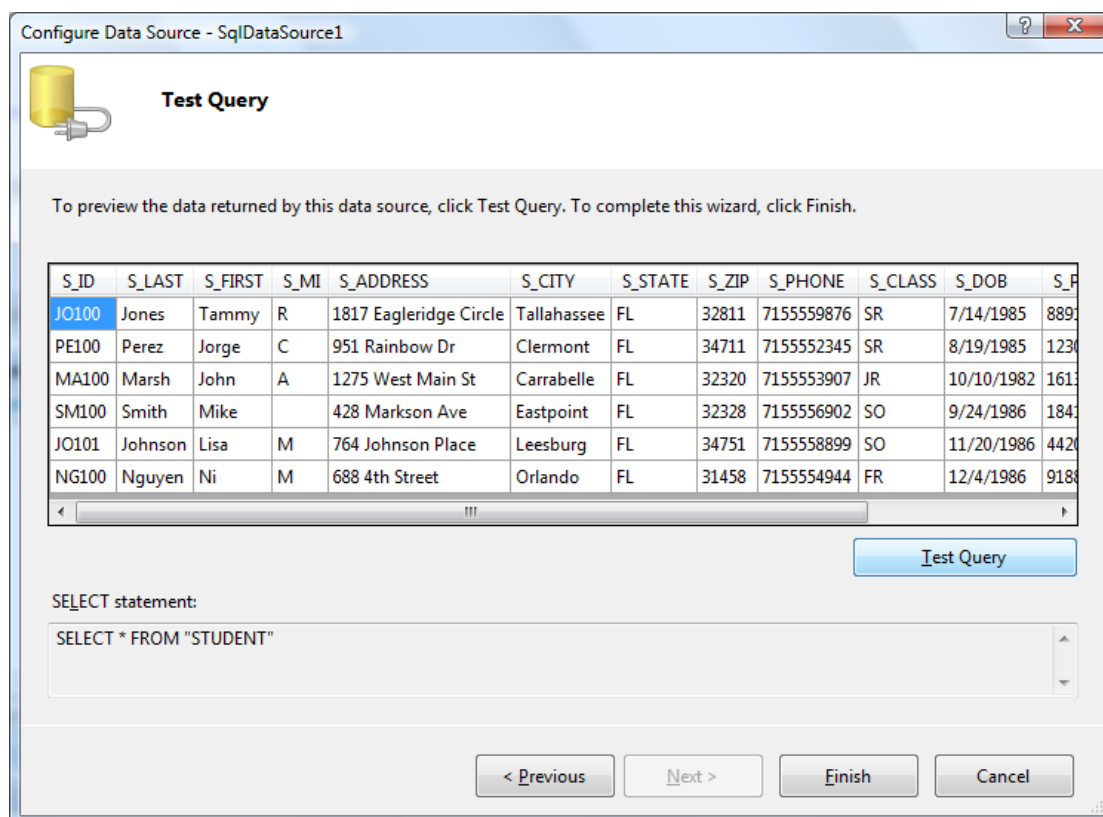 Configure Data Source - SqlDataSource1
Test Query
To preview the data returned by this data source, click Test Query. To complete this wizard, click Finish.
S_ID S_LAST S_FIRST S_MI S_ADDRESS S_CITY S_STATE S_ZIP S_PHONE S_CLASS S_DOB
JO100 Jones Tammy R 1817 Eagleridge Circle Tallahassee FL 32811 7155559876 SR 7/14/1985 8891
PE100 Perez Jorge C 951 Rainbow Dr Clermont FL 34711 7155552345 SR 8/19/1985 1230
MA100 Marsh John A 1275 West Main St Carrabelle FL 32320 7155553907 JR 10/10/1982 1613
SM100 Smith Mike 428 Markson Ave Eastpoint FL 32328 7155556902 SO 9/24/1986 1841
JO101 Johnson Lisa M 764 Johnson Place Leesburg FL 34751 7155558899 SO 11/20/1986 4420
NG100 Nguyen Ni M 688 4th Street Orlando FL 31458 7155554944 FR 12/4/1986 9188
Test Query
SELECT statement:
SELECT * FROM "STUDENT"
< Previous Next > Finish Cancel